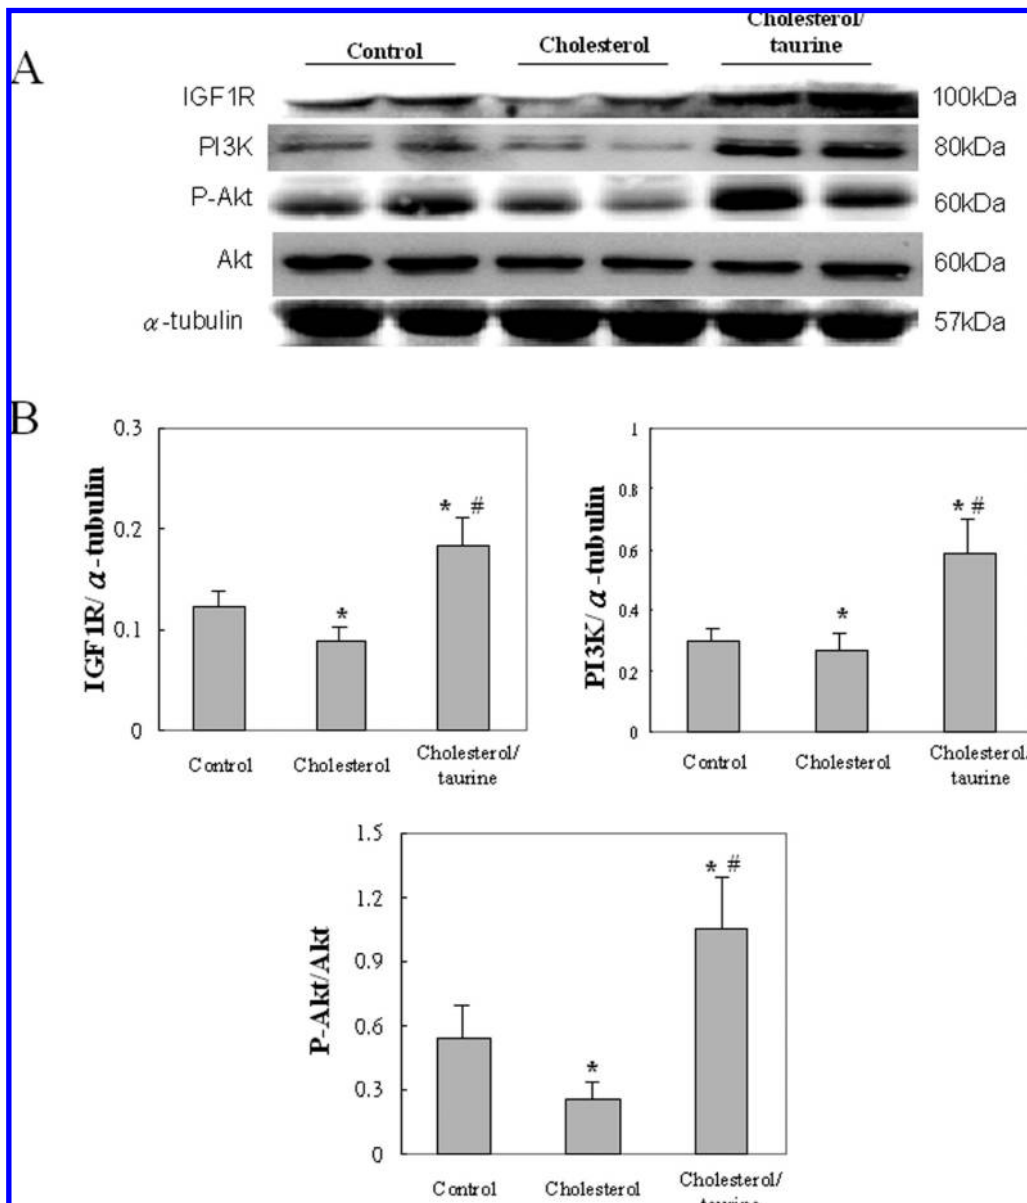 A
Control
Cholesterol
Cholesterol/
taurine
IGF1R
100kDa
PI3K
80kDa
P-Akt
60kDa
Akt
60kDa
α-tubulin
57kDa
B
IGF1R/α-tubulin
0.3
0.2
0.1
0
*
* #
Control
Cholesterol
Cholesterol/
taurine
PI3K/α-tubulin
1
0.8
0.6
0.4
0.2
0
*
* #
Control
Cholesterol
Cholesterol/
taurine
P-Akt/Akt
1.5
1.2
0.9
0.6
0.3
0
*
* #
Control
Cholesterol
Cholesterol/
taurine